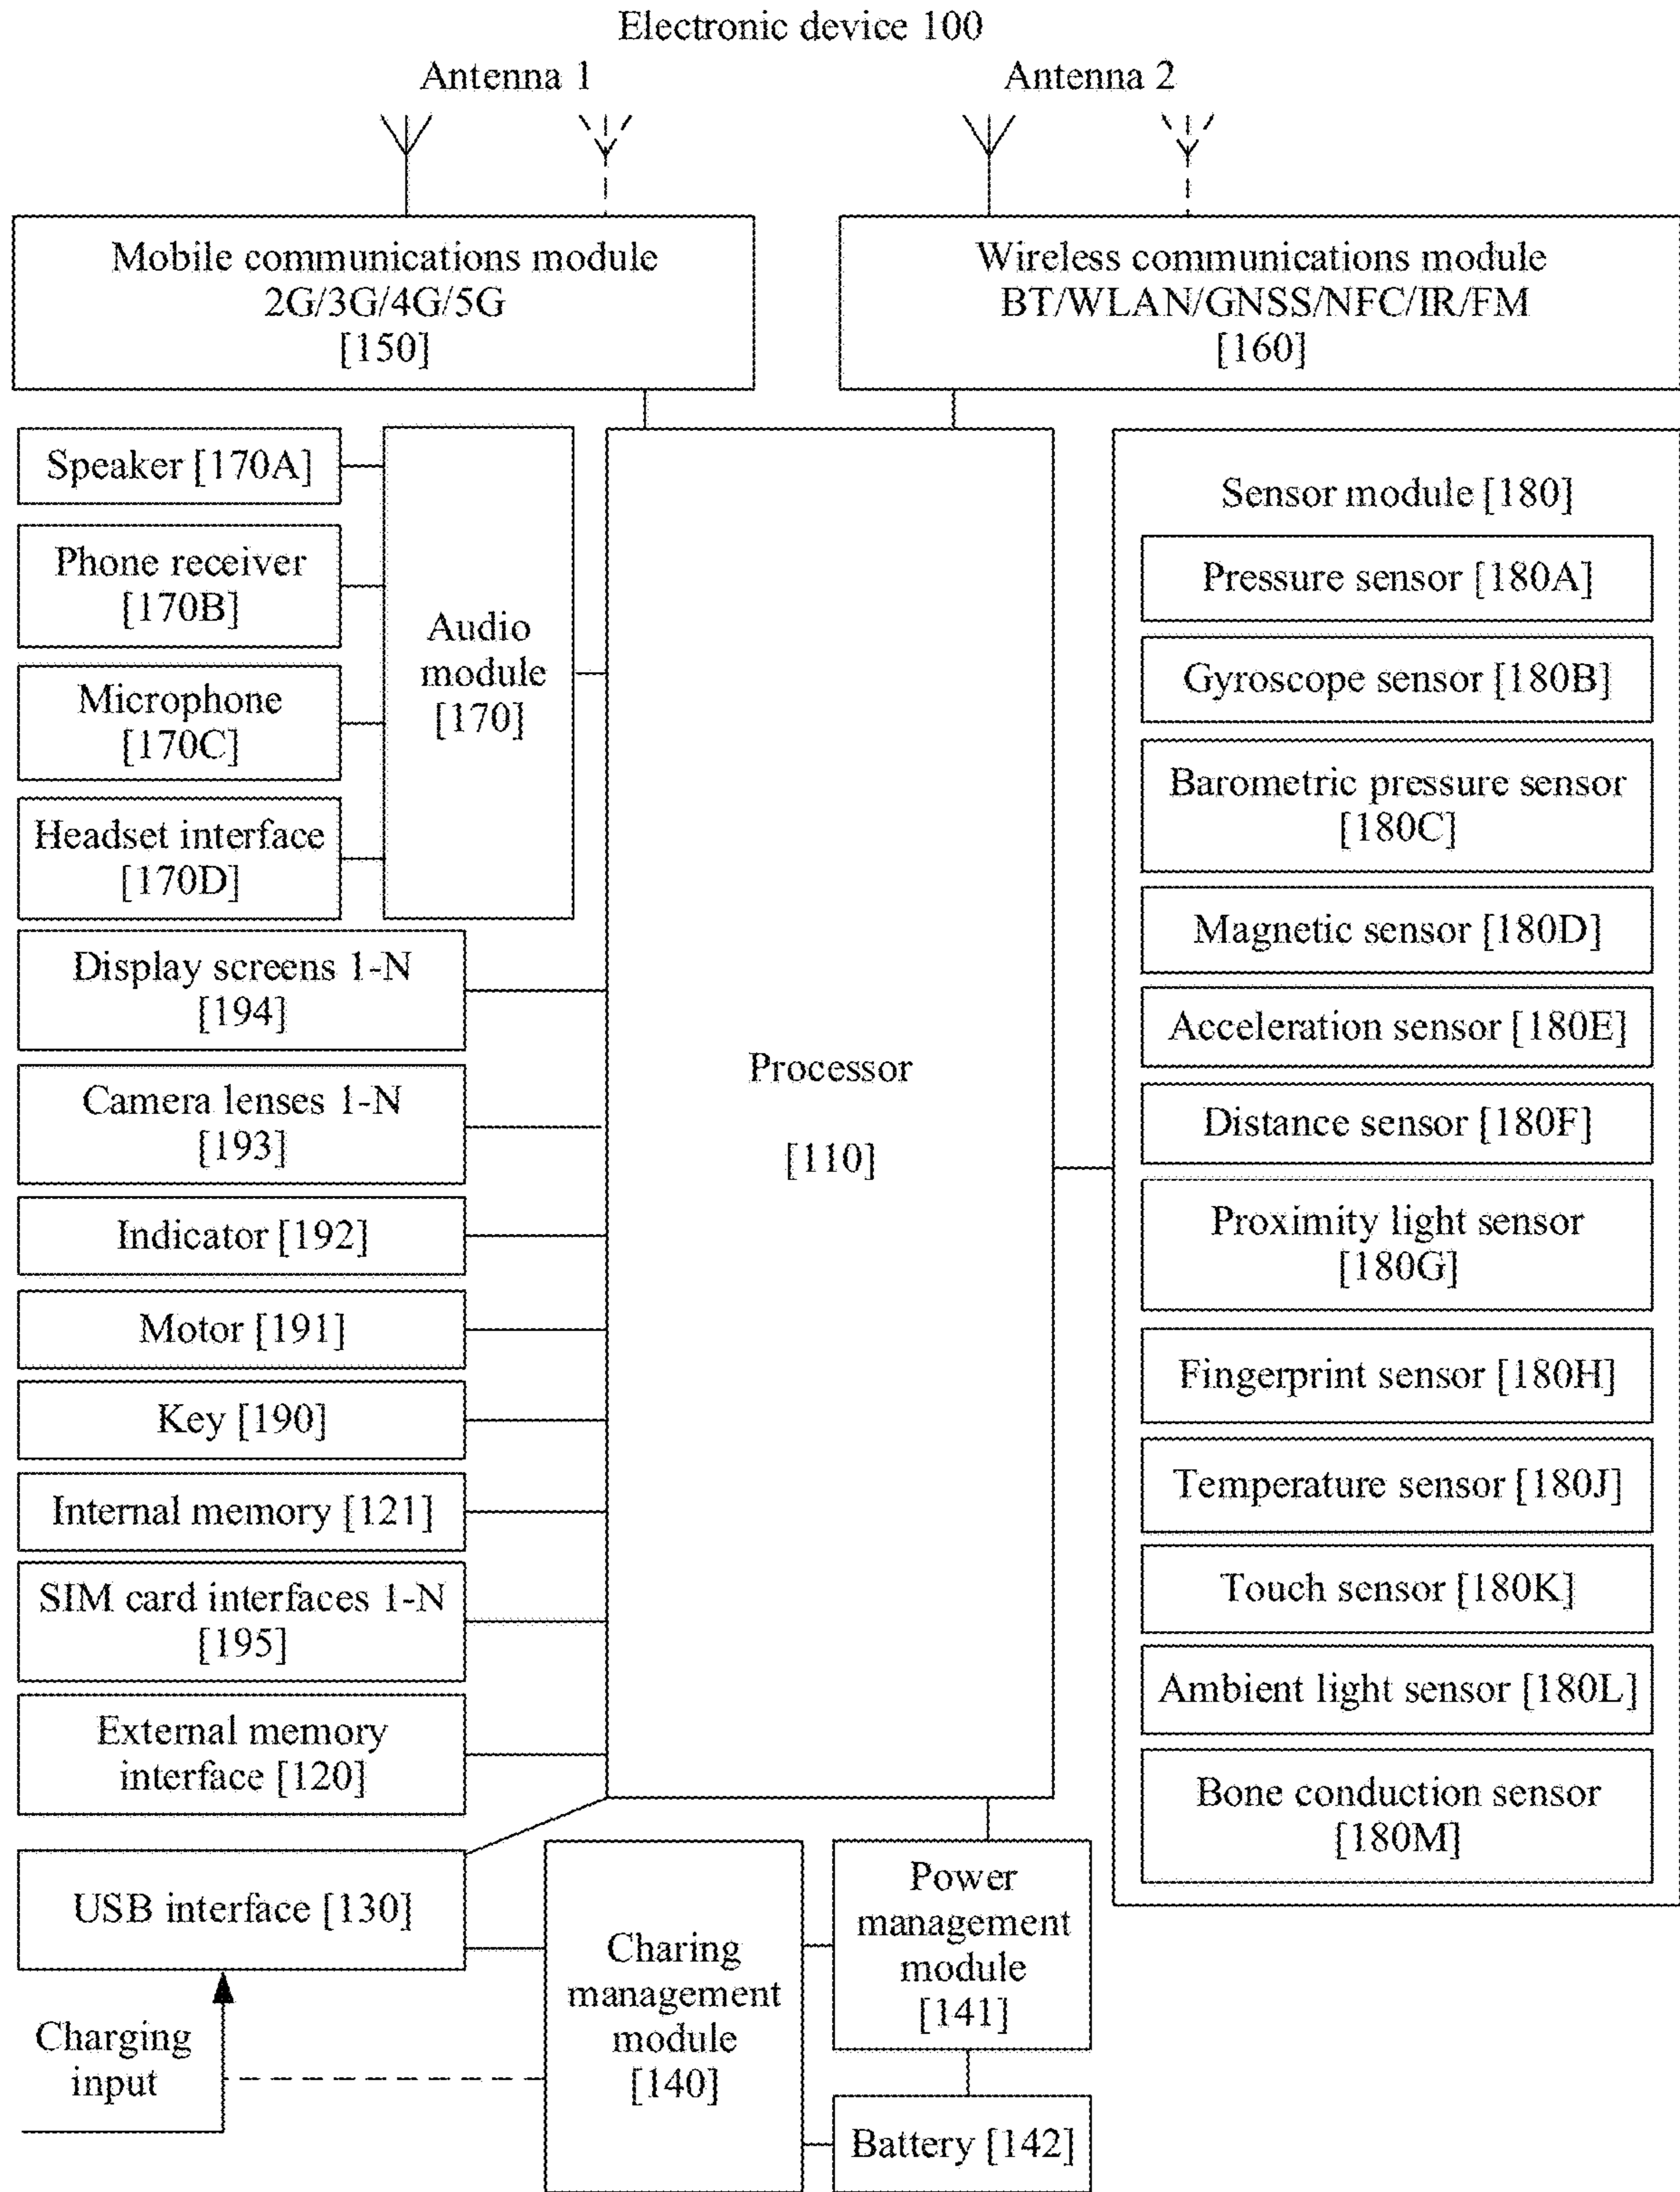 Electronic device 100
Antenna 1
Antenna 2
Mobile communications module
2G/3G/4G/5G
[150]
Wireless communications module
BT/WLAN/GNSS/NFC/IR/FM
[160]
Speaker [170A]
Phone receiver
[170B]
Microphone
[170C]
Headset interface
[170D]
Audio
module
[170]
Display screens 1-N
[194]
Camera lenses 1-N
[193]
Indicator [192]
Motor [191]
Key [190]
Internal memory [121]
SIM card interfaces 1-N
[195]
External memory
interface [120]
USB interface [130]
Charging
input
Processor
[110]
Charing
management
module
[140]
Power
management
module
[141]
Battery [142]
Sensor module [180]
Pressure sensor [180A]
Gyroscope sensor [180B]
Barometric pressure sensor
[180C]
Magnetic sensor [180D]
Acceleration sensor [180E]
Distance sensor [180F]
Proximity light sensor
[180G]
Fingerprint sensor [180H]
Temperature sensor [180J]
Touch sensor [180K]
Ambient light sensor [180L]
Bone conduction sensor
[180M]